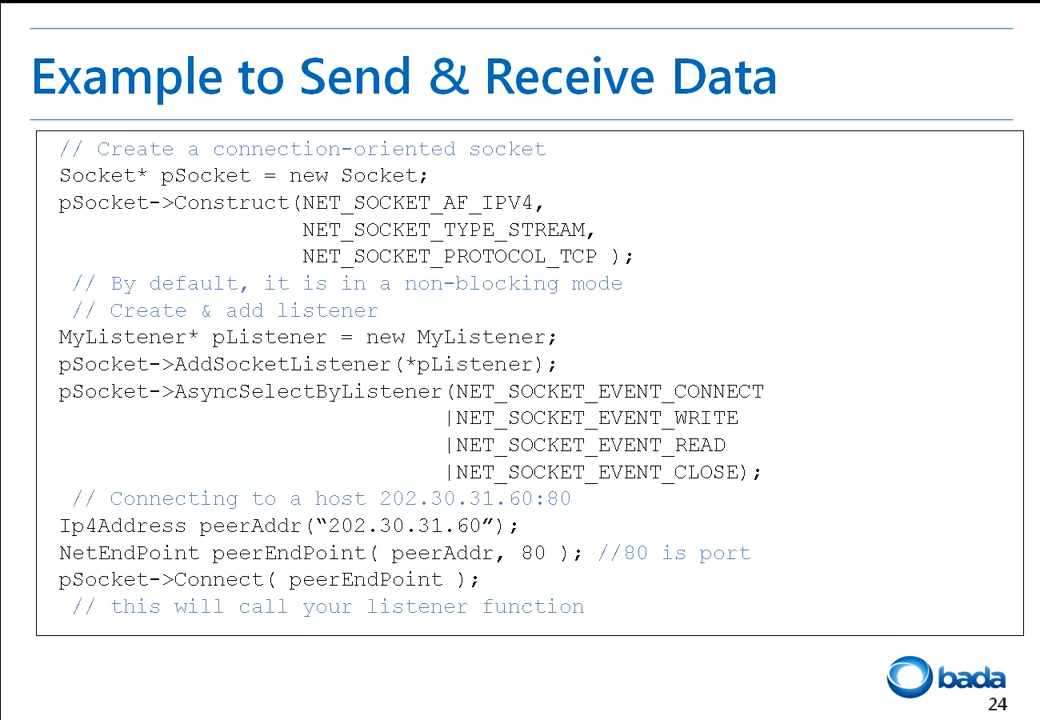 Example to Send & Receive Data
// Create a connection-oriented socket
Socket* pSocket = new Socket;
pSocket->Construct(NET_SOCKET_AF_IPV4,
NET_SOCKET_TYPE_STREAM,
NET_SOCKET_PROTOCOL_TCP );
// By default, it is in a non-blocking mode
// Create & add listener
MyListener* pListener = new MyListener;
pSocket->AddSocketListener(*pListener);
pSocket->AsyncSelectByListener(NET_SOCKET_EVENT_CONNECT
|NET_SOCKET_EVENT_WRITE
|NET_SOCKET_EVENT_READ
|NET_SOCKET_EVENT_CLOSE);
// Connecting to a host 202.30.31.60:80
Ip4Address peerAddr(“202.30.31.60”);
NetEndPoint peerEndPoint( peerAddr, 80 ); //80 is port
pSocket->Connect( peerEndPoint );
// this will call your listener function
bada
24